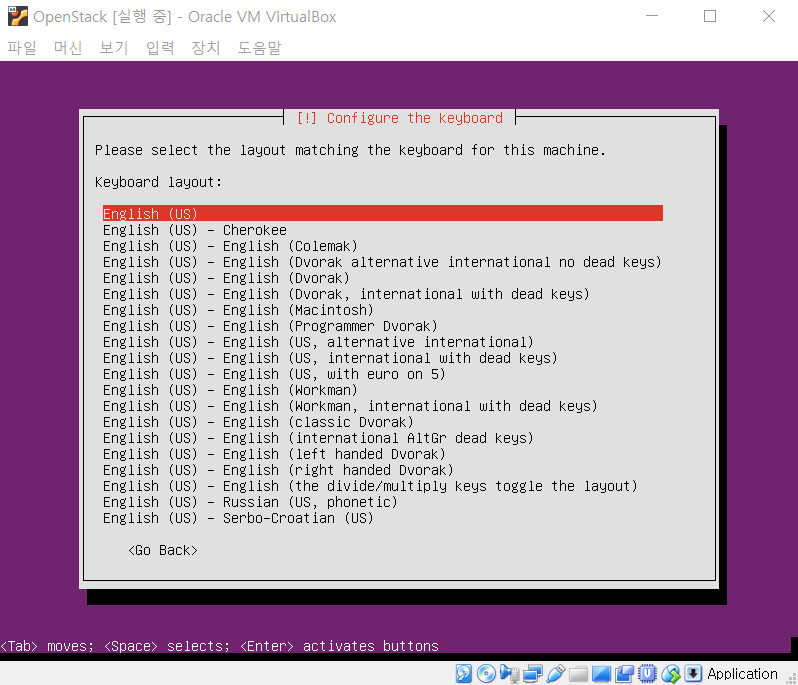 OpenStack [실행 중] - Oracle VM VirtualBox
파일 머신 보기 입력 장치 도움말
[!] Configure the keyboard
Please select the layout matching the keyboard for this machine.
Keyboard layout:
English (US)
English (US) - Cherokee
English (US) - English (Colemak)
English (US) - English (Dvorak alternative international no dead keys)
English (US) - English (Dvorak)
English (US) - English (Dvorak, international with dead keys)
English (US) - English (Macintosh)
English (US) - English (Programmer Dvorak)
English (US) - English (US, alternative international)
English (US) - English (US, international with dead keys)
English (US) - English (US, with euro on 5)
English (US) - English (Workman)
English (US) - English (Workman, international with dead keys)
English (US) - English (classic Dvorak)
English (US) - English (international AltGr dead keys)
English (US) - English (left handed Dvorak)
English (US) - English (right handed Dvorak)
English (US) - English (the divide/multiply keys toggle the layout)
English (US) - Russian (US, phonetic)
English (US) - Serbo-Croatian (US)
<Go Back>
<Tab> moves; <Space> selects; <Enter> activates buttons
Application